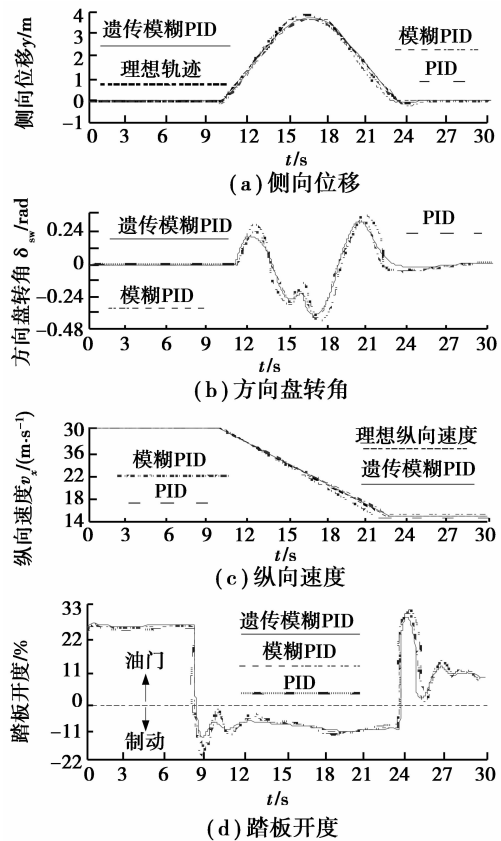 4
3
2
1
0
−1
侧向位移y/m
遗传模糊PID
理想轨迹
模糊PID
PID
0 3 6 9 12 15 18 21 24 27 30
t/s
(a)侧向位移
0.24
0
−0.24
−0.48
方向盘转角δsw/rad
遗传模糊PID
PID
模糊PID
0 3 6 9 12 15 18 21 24 27 30
t/s
(b)方向盘转角
30
26
22
18
14
纵向速度vx/(m·s⁻¹)
理想纵向速度
模糊PID
遗传模糊PID
PID
0 3 6 9 12 15 18 21 24 27 30
t/s
(c)纵向速度
33
22
11
0
−11
−22
踏板开度/%
遗传模糊PID
模糊PID
PID
油门
制动
0 3 6 9 12 15 18 21 24 27 30
t/s
(d)踏板开度